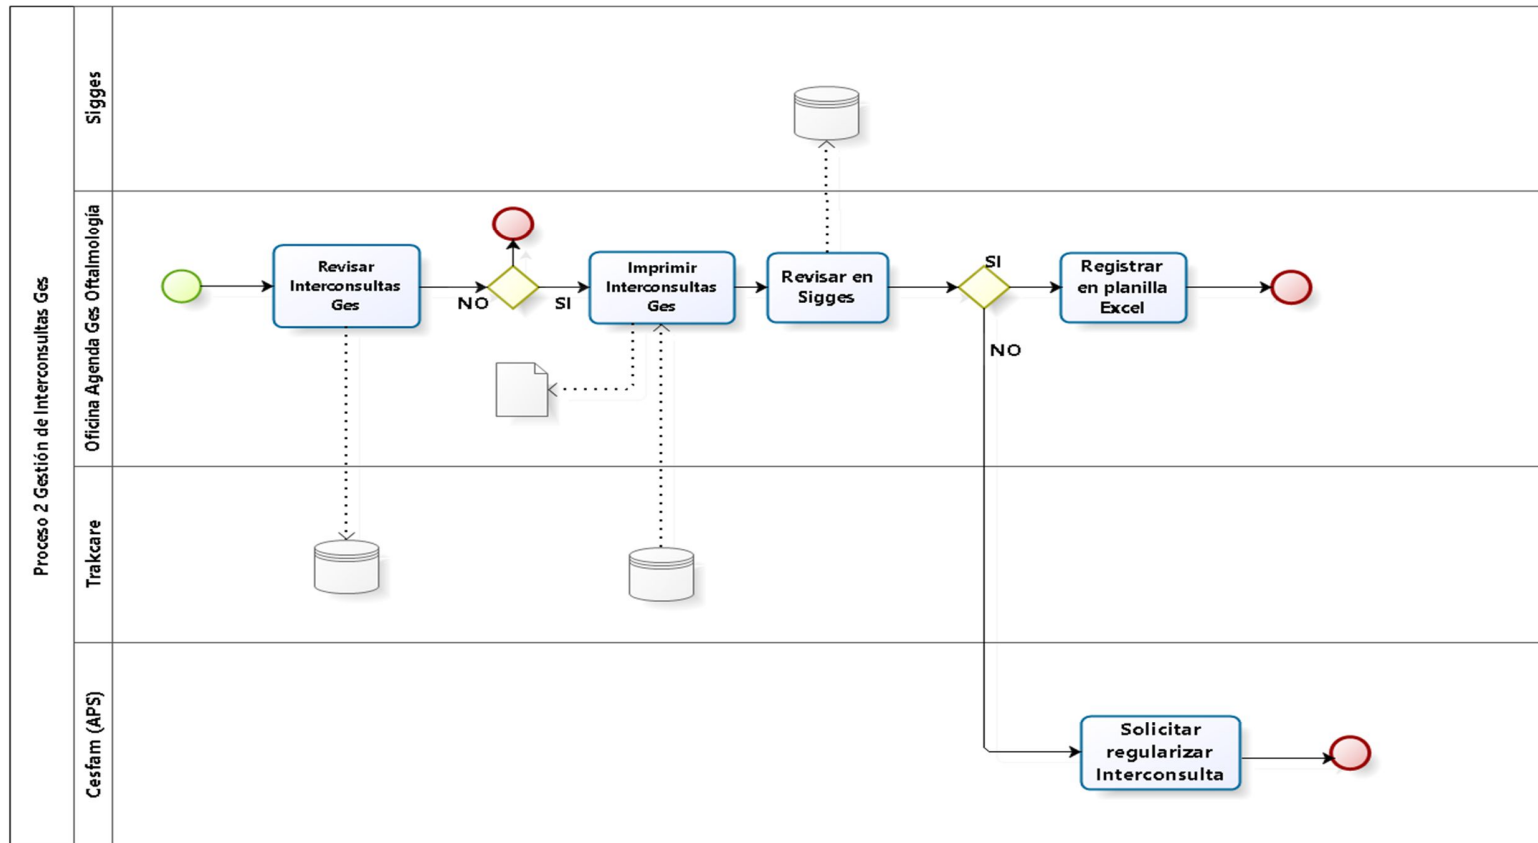 Proceso 2 Gestión de Interconsultas Ges
Sigges
Oficina Agenda Ges Oftalmología
Revisar
Interconsultas
Ges
NO
SI
Imprimir
Interconsultas
Ges
Revisar en
Sigges
SI
NO
Registrar
en planilla
Excel
Trakcare
Cesfam (APS)
Solicitar
regularizar
Interconsulta